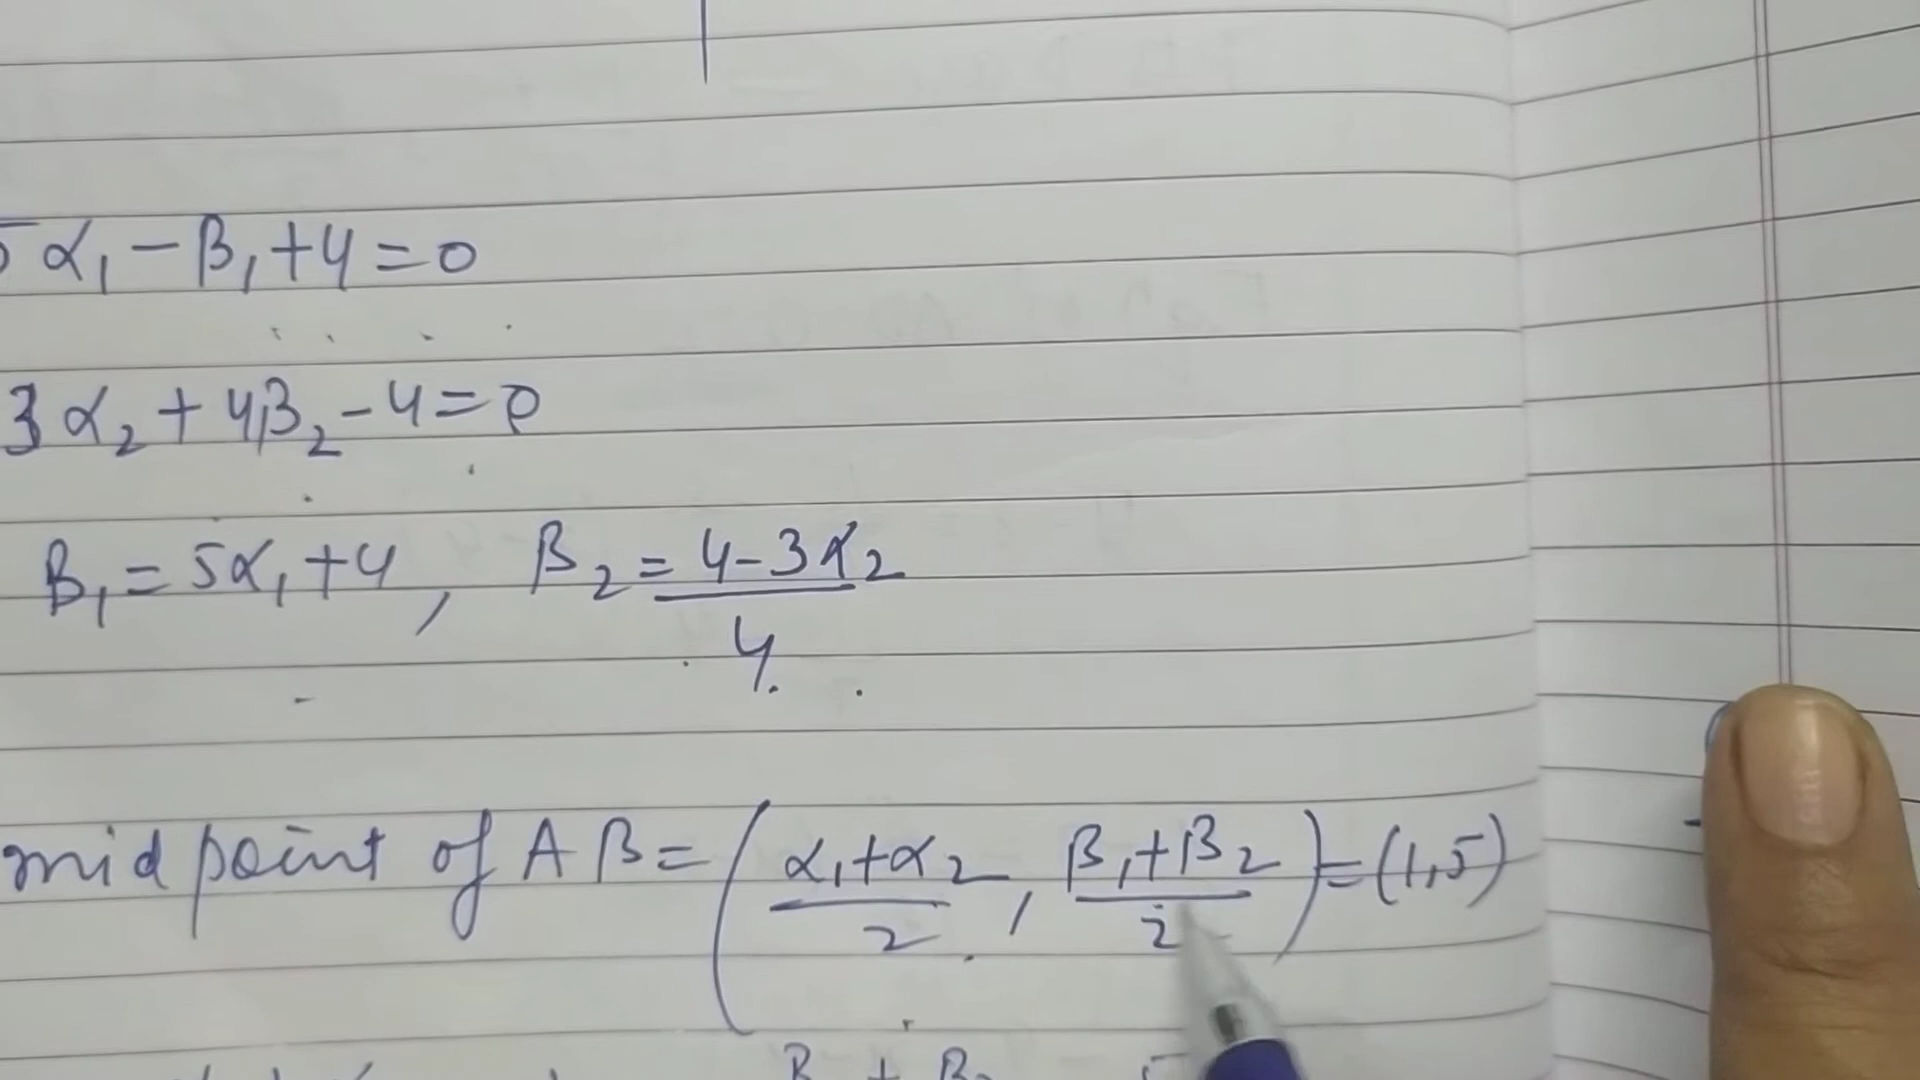 5α₁ - β₁ + 4 = 0
3α₂ + 4β₂ - 4 = 0
β₁ = 5α₁ + 4 , β₂ = (4 - 3α₂)/4
mid point of AB = ((α₁ + α₂)/2 , (β₁ + β₂)/2) = (1,5)